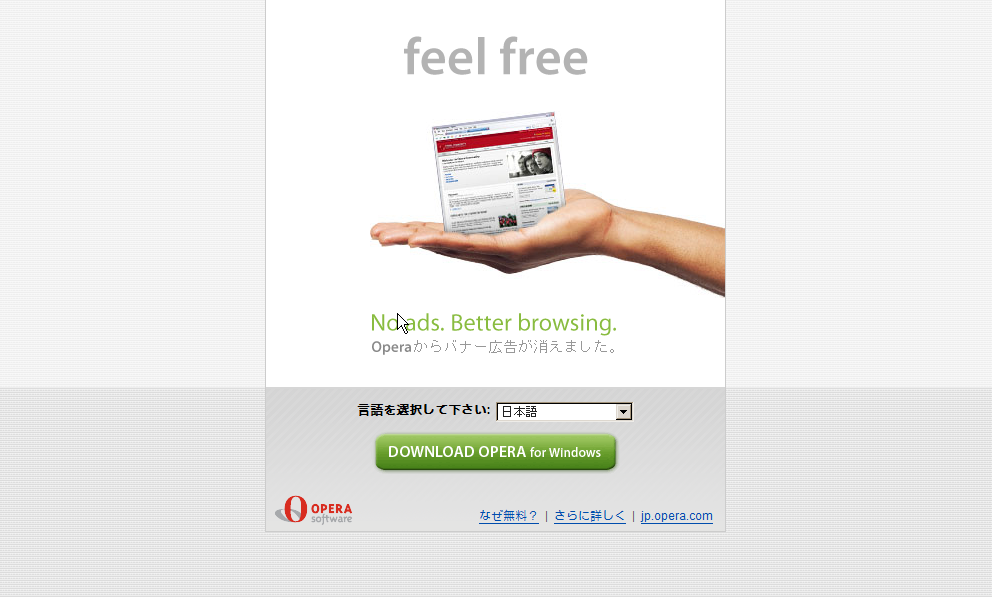 feel free
No ads. Better browsing.
Operaからバナー広告が消えました。
言語を選択して下さい: 日本語
DOWNLOAD OPERA for Windows
OPERA
software
なぜ無料？ | さらに詳しく | jp.opera.com